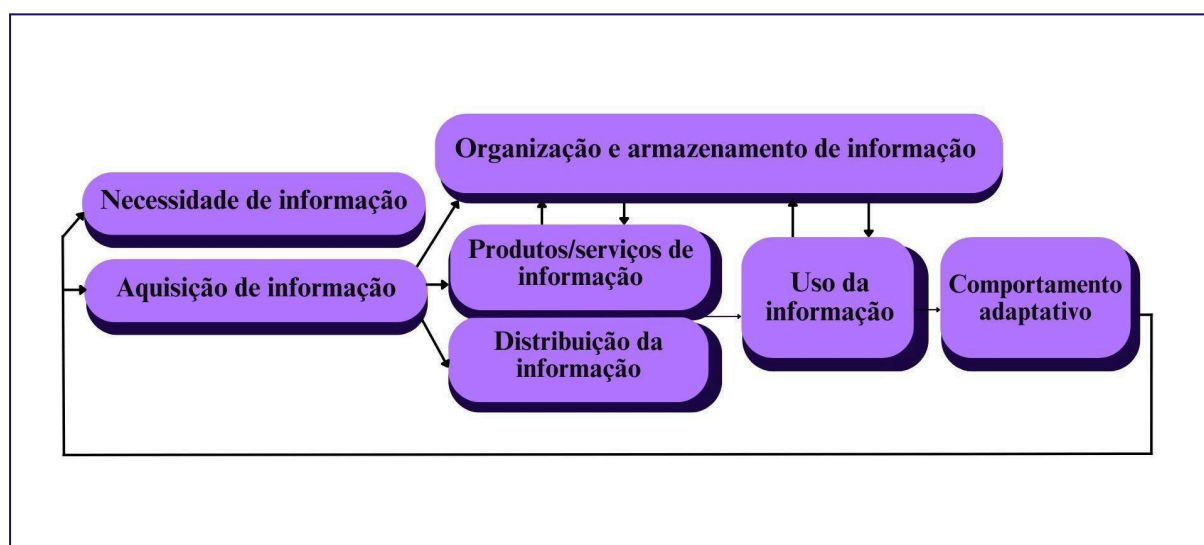 Organização e armazenamento de informação
Necessidade de informação
Aquisição de informação
Produtos/serviços de
informação
Distribuição da
informação
Uso da
informação
Comportamento
adaptativo